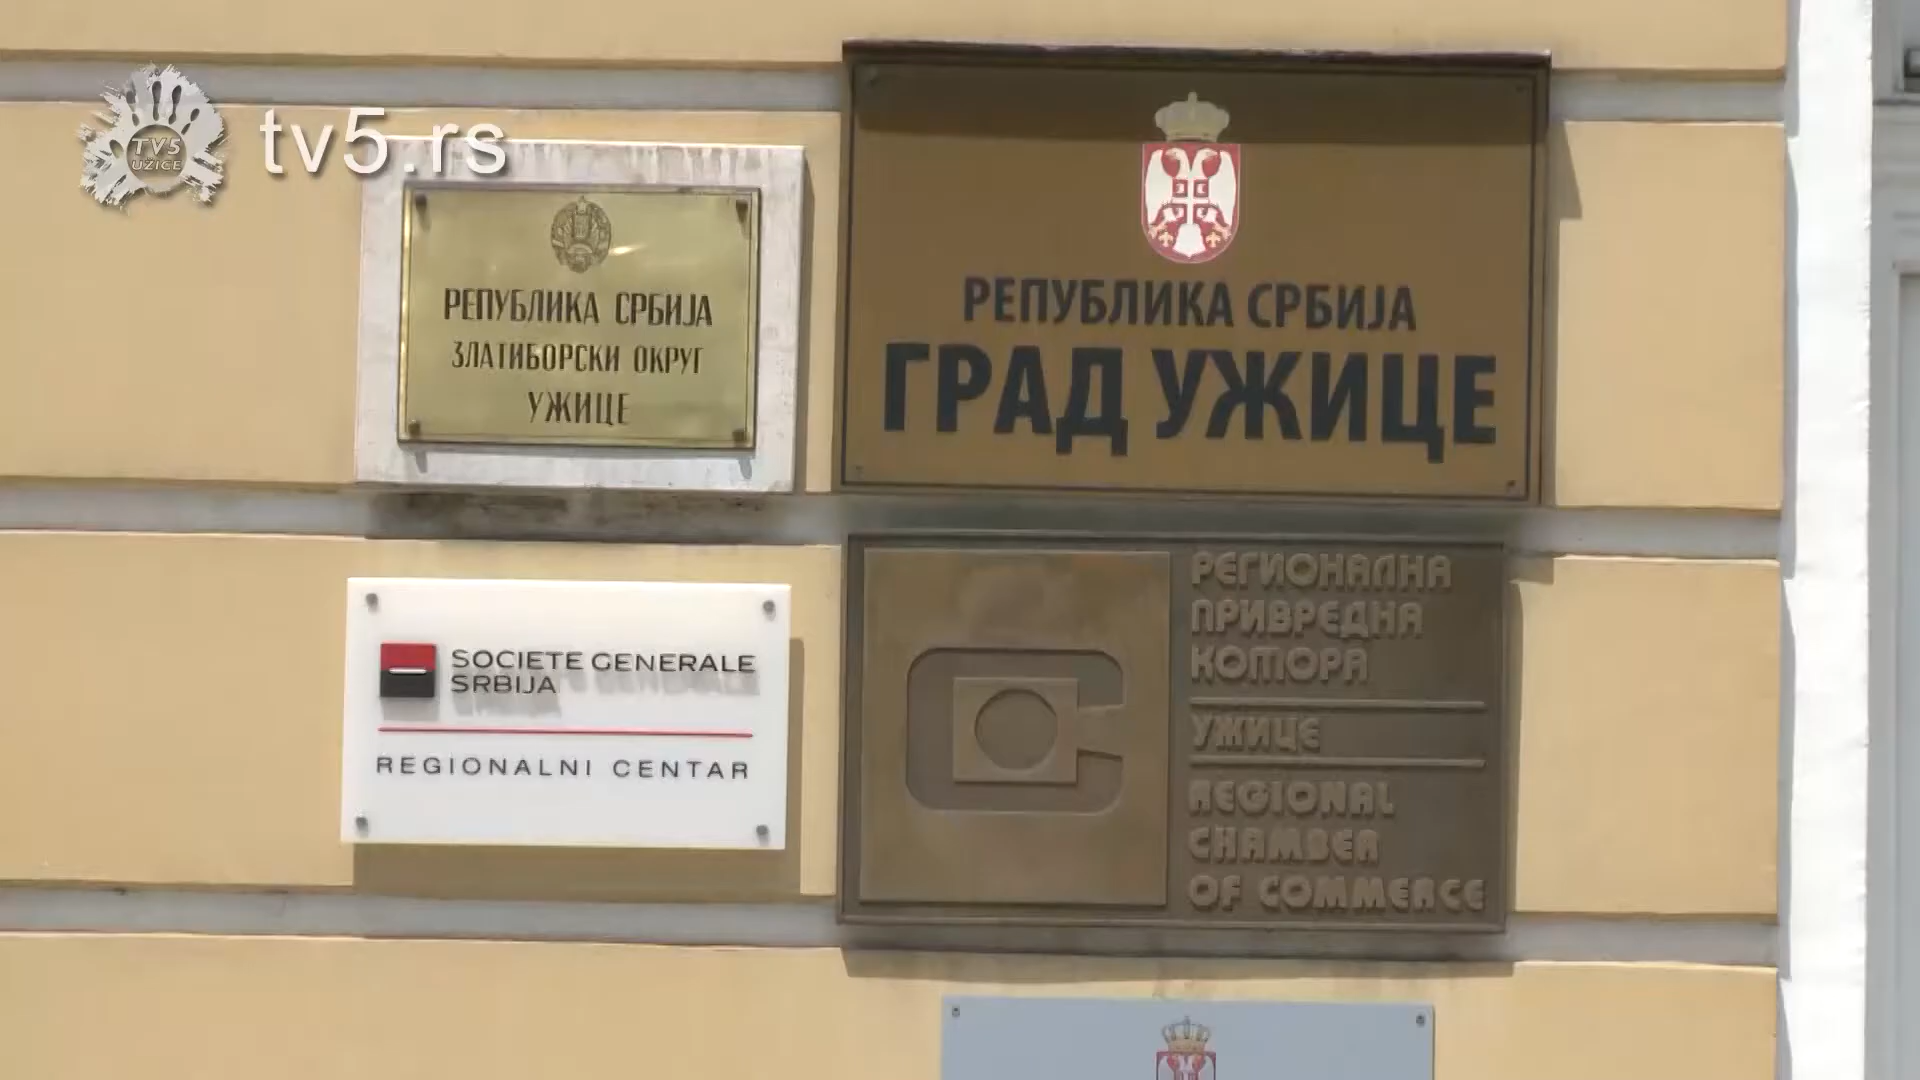 TV5
UŽICE
tv5.rs
РЕПУБЛИКА СРБИЈА
ЗЛАТИБОРСКИ ОКРУГ
УЖИЦЕ
РЕПУБЛИКА СРБИЈА
ГРАД УЖИЦЕ
SOCIETE GENERALE
SRBIJA
REGIONALNI CENTAR
РЕГИОНАЛНА
ПРИВРЕДНА
КОМОРА
УЖИЦЕ
REGIONAL
CHAMBER
OF COMMERCE